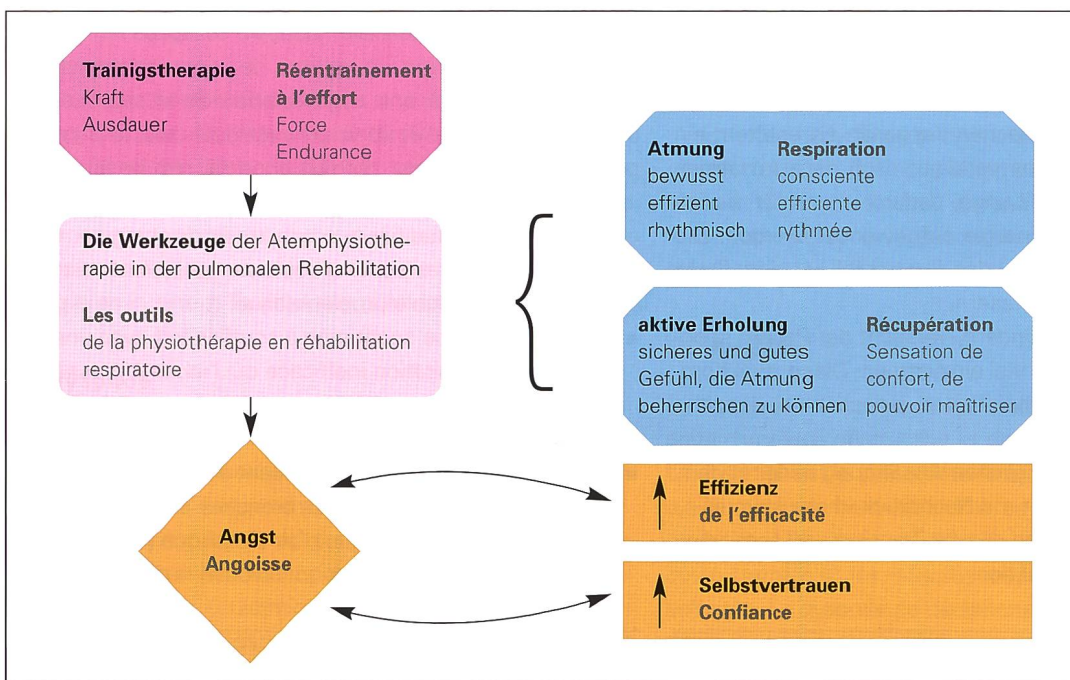 Trainigstherapie
Kraft
Ausdauer
Réentraînement
à l'effort
Force
Endurance
Die Werkzeuge der Atemphysiothe-
rapie in der pulmonalen Rehabilitation
Les outils
de la physiothérapie en réhabilitation
respiratoire
Atmung
bewusst
effizient
rhythmisch
Respiration
consciente
efficiente
rythmée
aktive Erholung
sicheres und gutes
Gefühl, die Atmung
beherrschen zu können
Récupération
Sensation de
confort, de
pouvoir maîtriser
Angst
Angoisse
Effizienz
de l'efficacité
Selbstvertrauen
Confiance